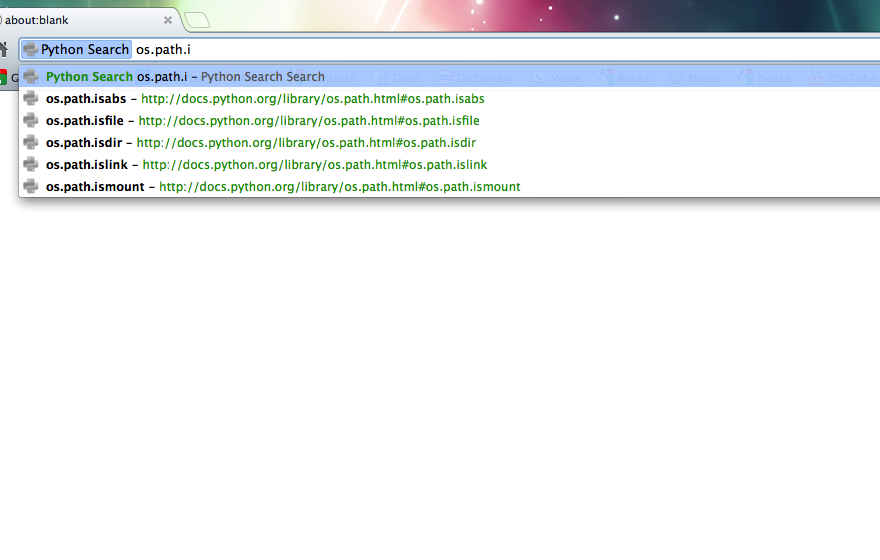 about:blank
Python Search os.path.i
Python Search os.path.i – Python Search Search
os.path.isabs – http://docs.python.org/library/os.path.html#os.path.isabs
os.path.isfile – http://docs.python.org/library/os.path.html#os.path.isfile
os.path.isdir – http://docs.python.org/library/os.path.html#os.path.isdir
os.path.islink – http://docs.python.org/library/os.path.html#os.path.islink
os.path.ismount – http://docs.python.org/library/os.path.html#os.path.ismount